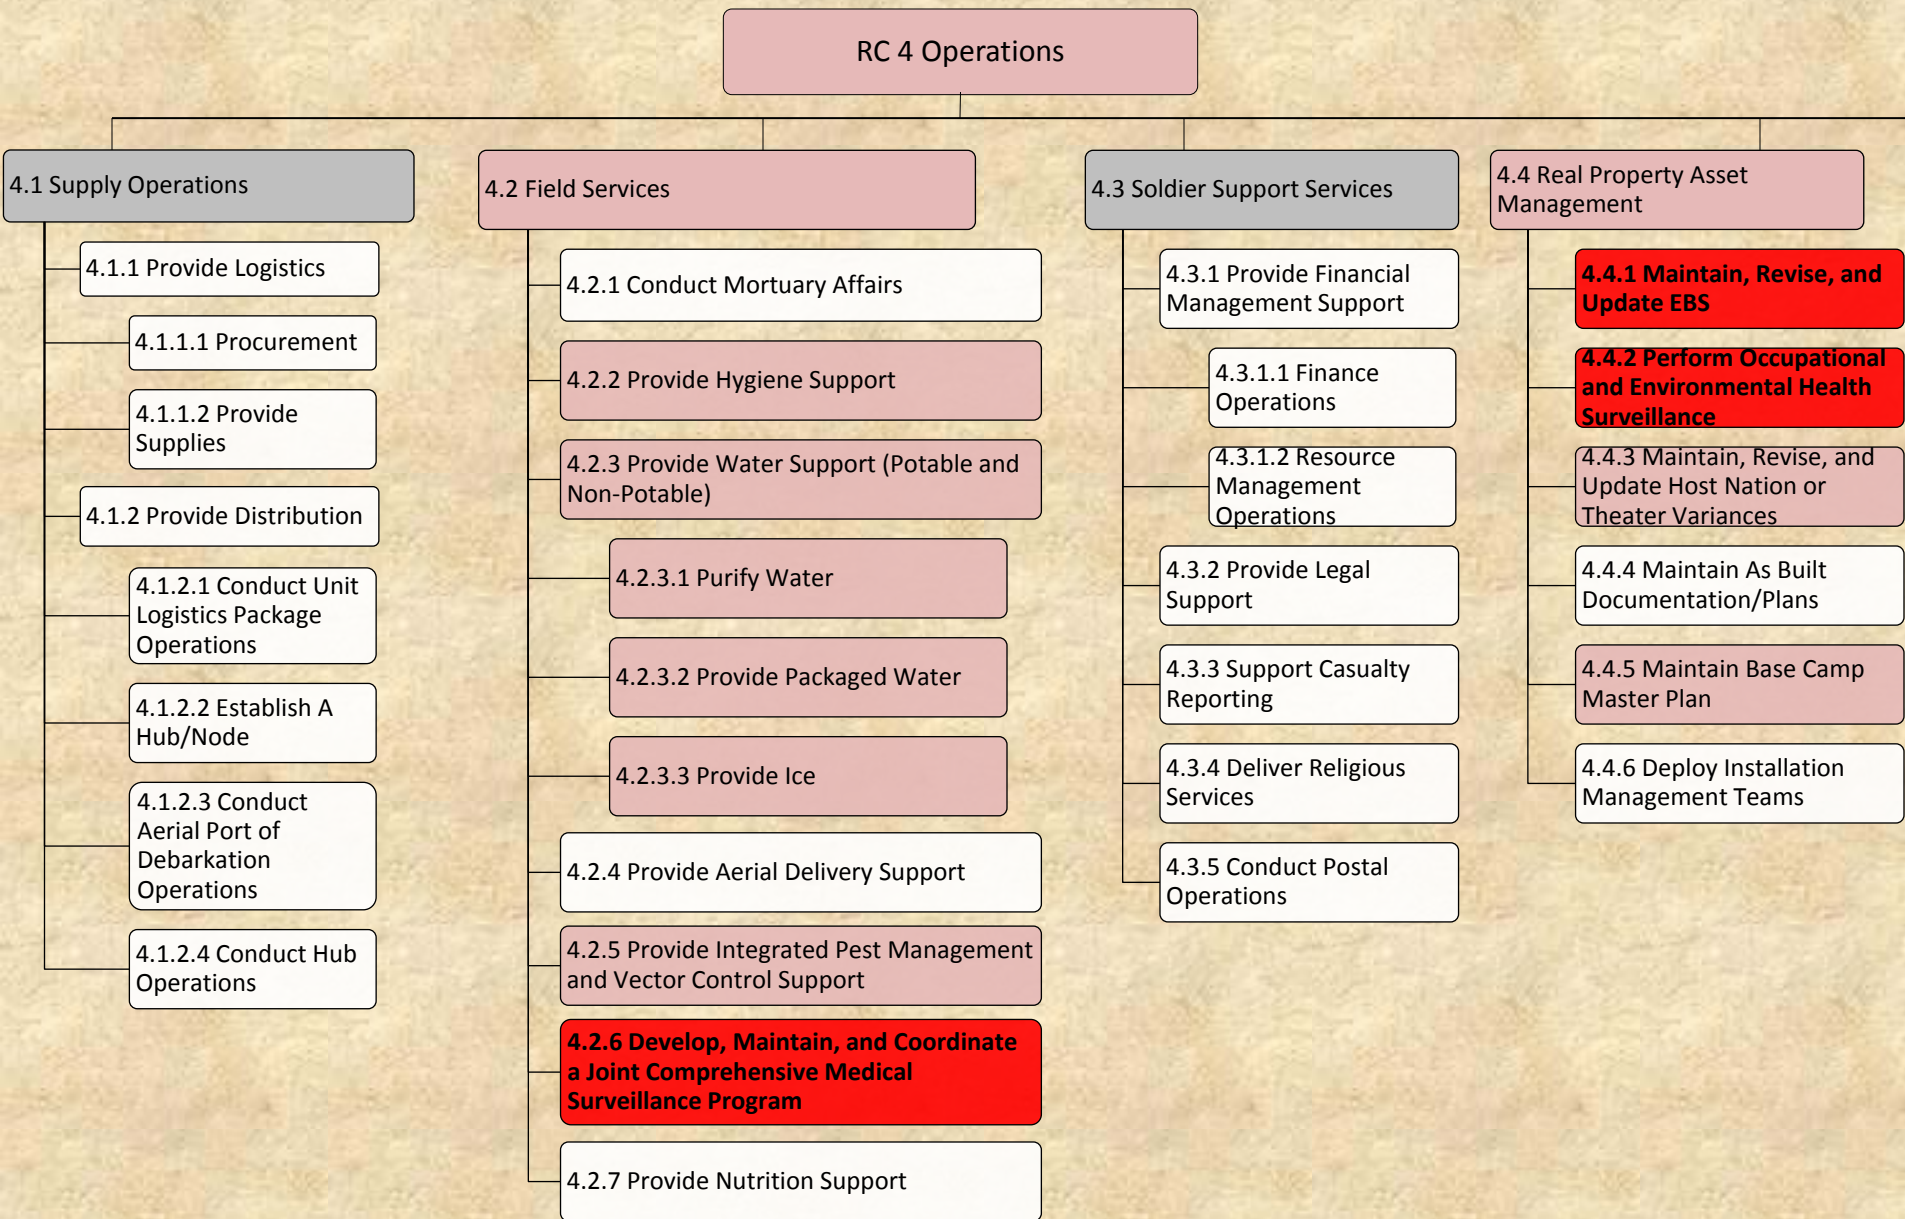 RC 4 Operations
4.1 Supply Operations
4.1.1 Provide Logistics
4.1.1.1 Procurement
4.1.1.2 Provide
Supplies
4.1.2 Provide Distribution
4.1.2.1 Conduct Unit
Logistics Package
Operations
4.1.2.2 Establish A
Hub/Node
4.1.2.3 Conduct
Aerial Port of
Debarkation
Operations
4.1.2.4 Conduct Hub
Operations
4.2 Field Services
4.2.1 Conduct Mortuary Affairs
4.2.2 Provide Hygiene Support
4.2.3 Provide Water Support (Potable and
Non-Potable)
4.2.3.1 Purify Water
4.2.3.2 Provide Packaged Water
4.2.3.3 Provide Ice
4.2.4 Provide Aerial Delivery Support
4.2.5 Provide Integrated Pest Management
and Vector Control Support
4.2.6 Develop, Maintain, and Coordinate
a Joint Comprehensive Medical
Surveillance Program
4.2.7 Provide Nutrition Support
4.3 Soldier Support Services
4.3.1 Provide Financial
Management Support
4.3.1.1 Finance
Operations
4.3.1.2 Resource
Management
Operations
4.3.2 Provide Legal
Support
4.3.3 Support Casualty
Reporting
4.3.4 Deliver Religious
Services
4.3.5 Conduct Postal
Operations
4.4 Real Property Asset
Management
4.4.1 Maintain, Revise, and
Update EBS
4.4.2 Perform Occupational
and Environmental Health
Surveillance
4.4.3 Maintain, Revise, and
Update Host Nation or
Theater Variances
4.4.4 Maintain As Built
Documentation/Plans
4.4.5 Maintain Base Camp
Master Plan
4.4.6 Deploy Installation
Management Teams